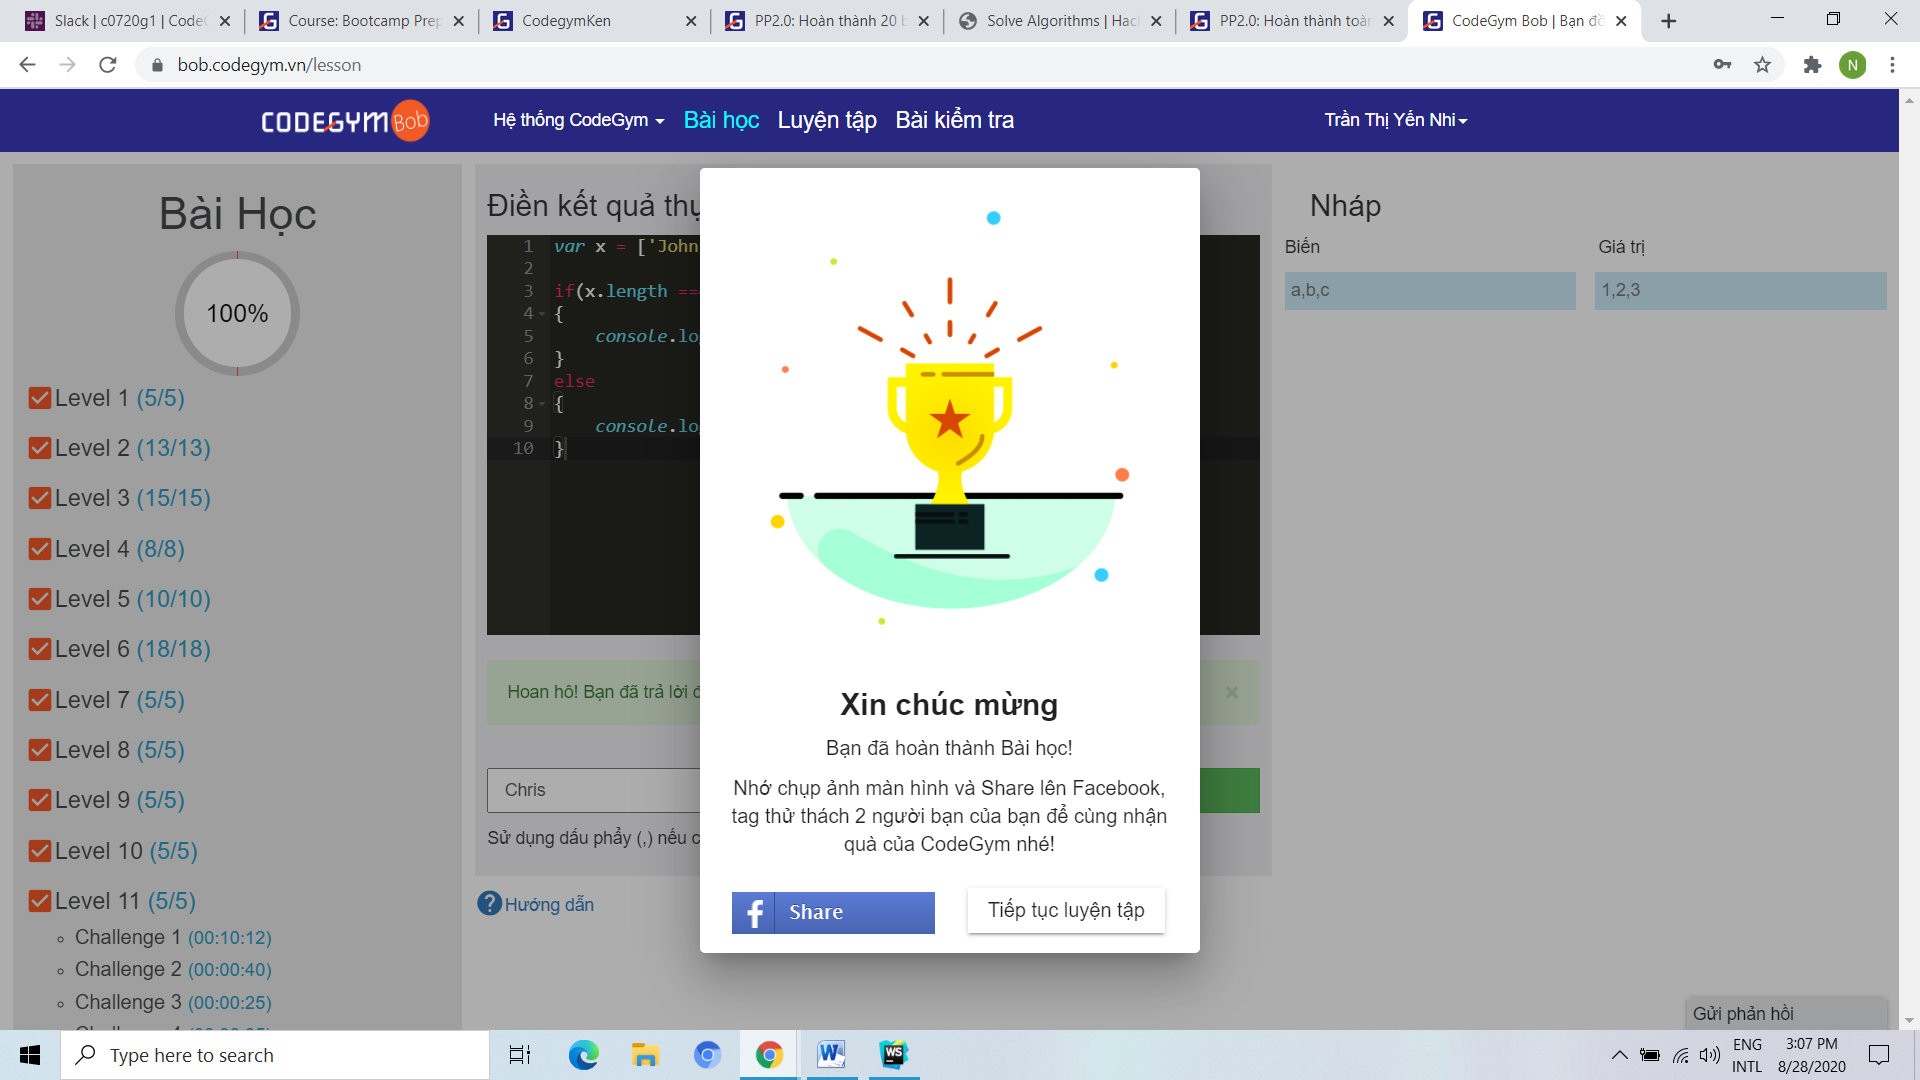 Slack | c0720g1 | Code
Course: Bootcamp Prep
CodegymKen
PP2.0: Hoàn thành 20 b
Solve Algorithms | Hac
PP2.0: Hoàn thành toàn
CodeGym Bob | Bạn đồ
bob.codegym.vn/lesson
N
CODEGYM Bob
Hệ thống CodeGym
Bài học
Luyện tập
Bài kiểm tra
Trần Thị Yến Nhi
Bài Học
100%
Level 1 (5/5)
Level 2 (13/13)
Level 3 (15/15)
Level 4 (8/8)
Level 5 (10/10)
Level 6 (18/18)
Level 7 (5/5)
Level 8 (5/5)
Level 9 (5/5)
Level 10 (5/5)
Level 11 (5/5)
Challenge 1 (00:10:12)
Challenge 2 (00:00:40)
Challenge 3 (00:00:25)
Điền kết quả thự
1 var x = ['John
2
3 if(x.length ==
4 {
5 console.lo
6 }
7 else
8 {
9 console.lo
10 }
Hoan hô! Bạn đã trả lời đ
Chris
Sử dụng dấu phẩy (,) nếu c
Hướng dẫn
Xin chúc mừng
Bạn đã hoàn thành Bài học!
Nhớ chụp ảnh màn hình và Share lên Facebook,
tag thử thách 2 người bạn của bạn để cùng nhận
quà của CodeGym nhé!
f Share
Tiếp tục luyện tập
Nháp
Biến
Giá trị
a,b,c
1,2,3
Gửi phản hồi
Type here to search
W
WS
ENG
INTL
3:07 PM
8/28/2020